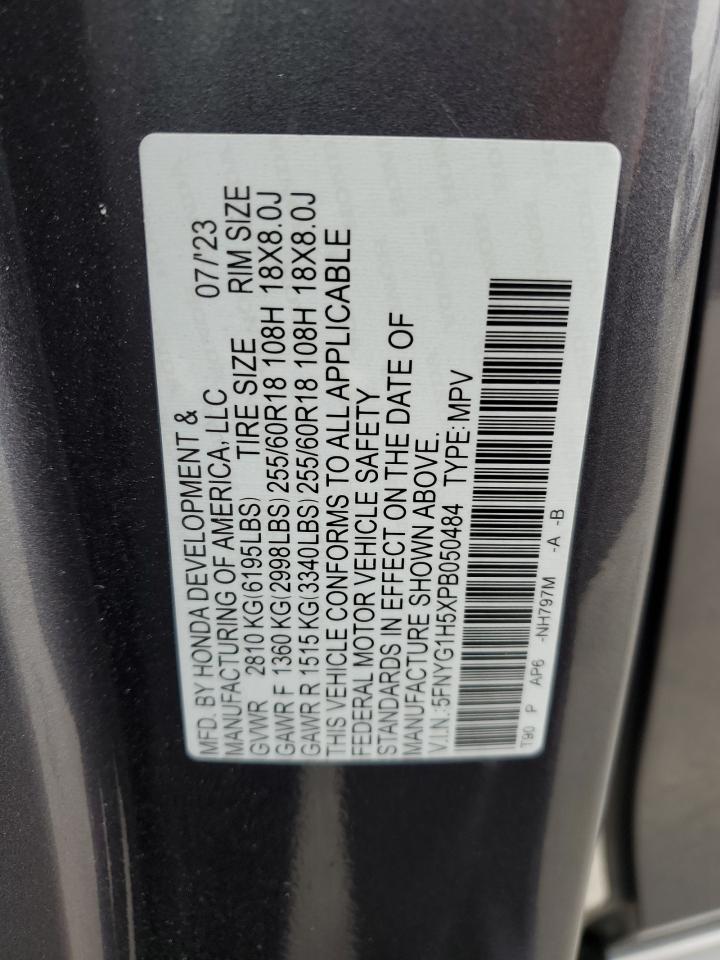 MFD. BY HONDA DEVELOPMENT &
MANUFACTURING OF AMERICA, LLC 07/'23
GVWR 2810 KG(6195LBS) TIRE SIZE RIM SIZE
GAWR F 1360 KG(2998LBS) 255/60R18 108H 18X8.0J
GAWR R 1515 KG(3340LBS) 255/60R18 108H 18X8.0J
THIS VEHICLE CONFORMS TO ALL APPLICABLE
FEDERAL MOTOR VEHICLE SAFETY
STANDARDS IN EFFECT ON THE DATE OF
MANUFACTURE SHOWN ABOVE.
V.I.N.:5FNYG1H5XPB050484 TYPE: MPV
T90 P AP6 -NH797M -A -B